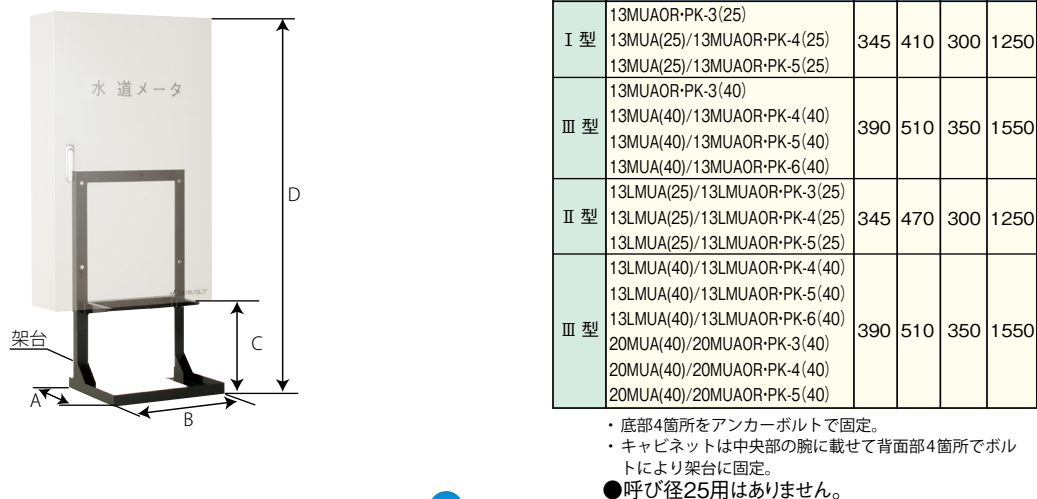 水 道メータ
架台
A
B
C
D
Ⅰ 型
13MUAOR・PK-3(25)
13MUA(25)/13MUAOR・PK-4(25)
13MUA(25)/13MUAOR・PK-5(25)
345 410 300 1250
Ⅲ 型
13MUAOR・PK-3(40)
13MUA(40)/13MUAOR・PK-4(40)
13MUA(40)/13MUAOR・PK-5(40)
13MUA(40)/13MUAOR・PK-6(40)
390 510 350 1550
Ⅱ 型
13LMUA(25)/13LMUAOR・PK-3(25)
13LMUA(25)/13LMUAOR・PK-4(25)
13LMUA(25)/13LMUAOR・PK-5(25)
345 470 300 1250
Ⅲ 型
13LMUA(40)/13LMUAOR・PK-4(40)
13LMUA(40)/13LMUAOR・PK-5(40)
13LMUA(40)/13LMUAOR・PK-6(40)
20MUA(40)/20MUAOR・PK-3(40)
20MUA(40)/20MUAOR・PK-4(40)
20MUA(40)/20MUAOR・PK-5(40)
390 510 350 1550
・底部4箇所をアンカーボルトで固定。
・キャビネットは中央部の腕に載せて背面部4箇所でボル
トにより架台に固定。
●呼び径25用はありません。